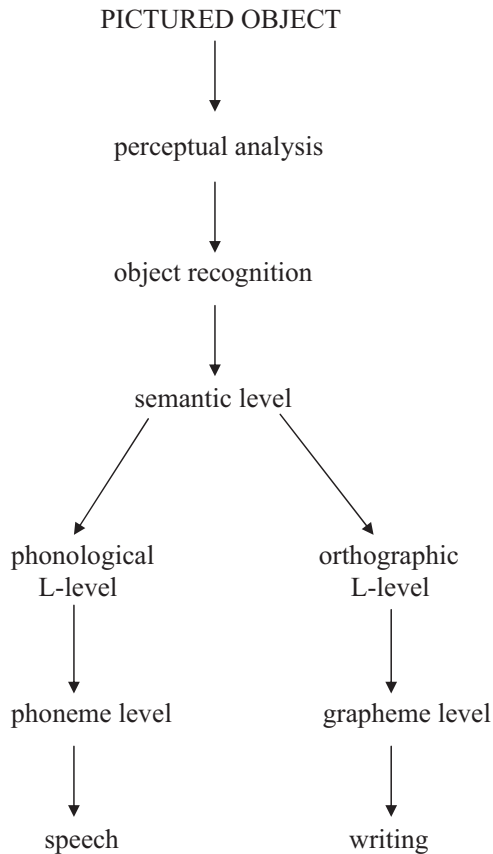 PICTURED OBJECT
perceptual analysis
object recognition
semantic level
phonological
L-level
orthographic
L-level
phoneme level
grapheme level
speech
writing